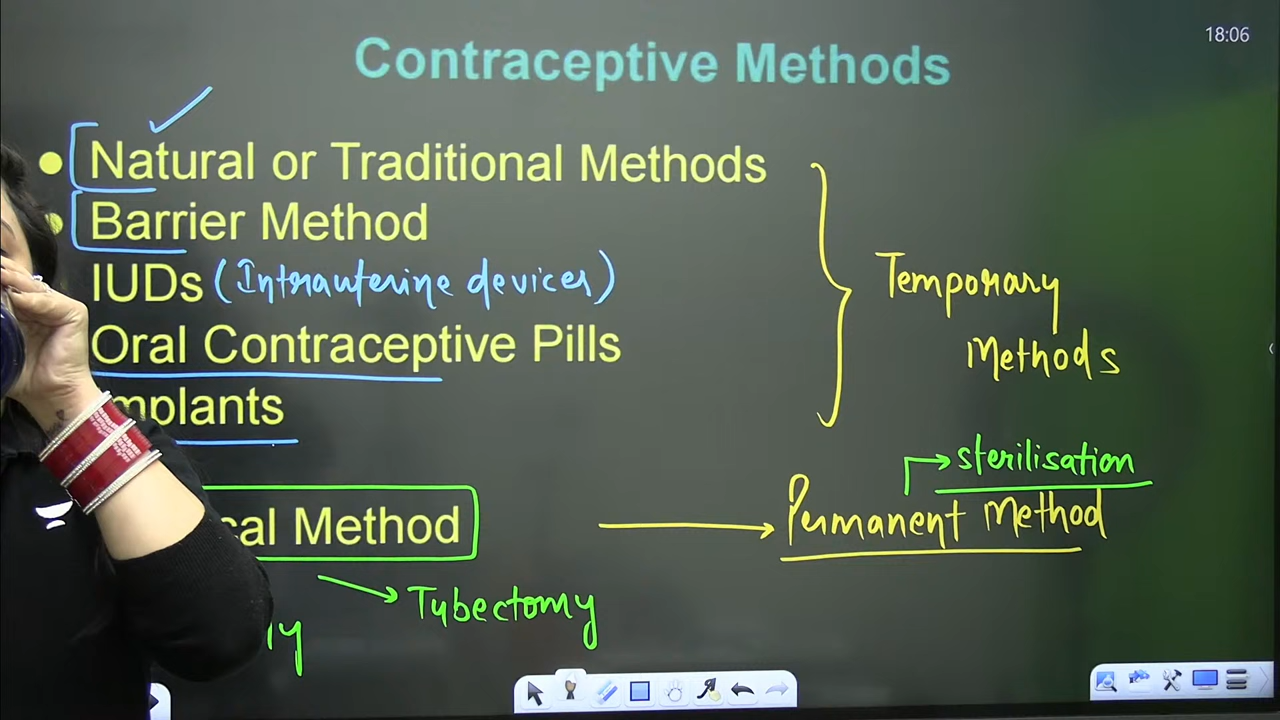 18:06
Contraceptive Methods
Natural or Traditional Methods
Barrier Method
IUDs (Intrauterine devices)
Oral Contraceptive Pills
mplants
Temporary
Methods
sterilisation
cal Method
Permanent Method
Tubectomy